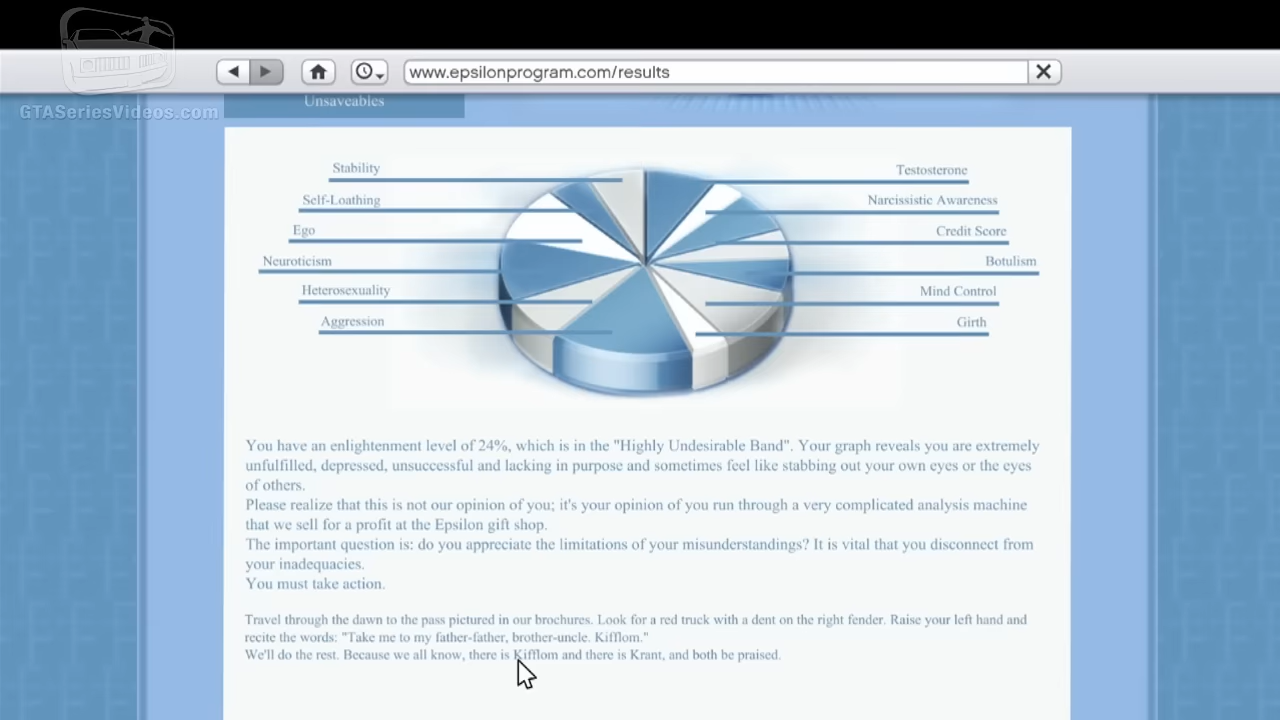 www.epsilonprogram.com/results
GTASeriesVideos.com
Unsaveables
Stability
Testosterone
Self-Loathing
Narcissistic Awareness
Ego
Credit Score
Neuroticism
Botulism
Heterosexuality
Mind Control
Aggression
Girth
You have an enlightenment level of 24%, which is in the "Highly Undesirable Band". Your graph reveals you are extremely
unfulfilled, depressed, unsuccessful and lacking in purpose and sometimes feel like stabbing out your own eyes or the eyes
of others.
Please realize that this is not our opinion of you; it's your opinion of you run through a very complicated analysis machine
that we sell for a profit at the Epsilon gift shop.
The important question is: do you appreciate the limitations of your misunderstandings? It is vital that you disconnect from
your inadequacies.
You must take action.
Travel through the dawn to the pass pictured in our brochures. Look for a red truck with a dent on the right fender. Raise your left hand and
recite the words: "Take me to my father-father, brother-uncle. Kifflom."
We'll do the rest. Because we all know, there is Kifflom and there is Krant, and both be praised.